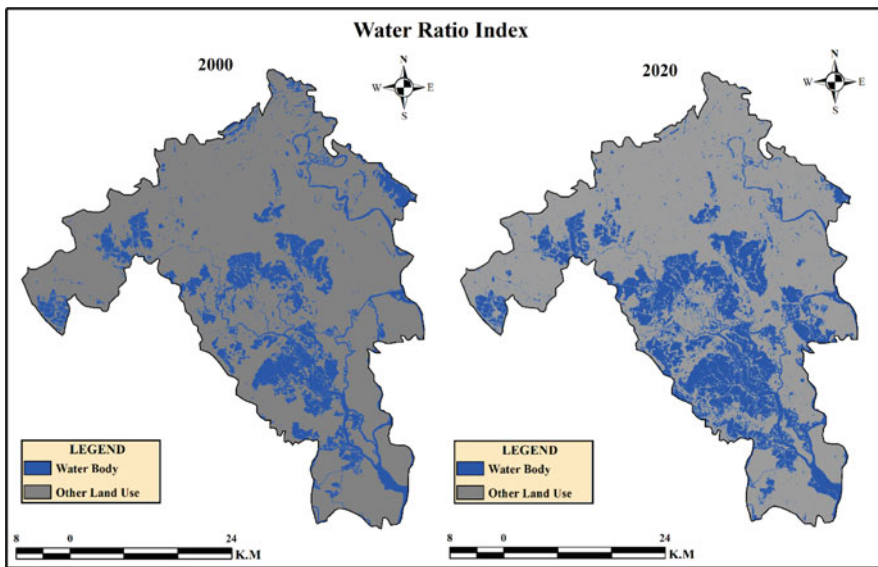 Water Ratio Index
2000
N
W E
S
LEGEND
Water Body
Other Land Use
8 0 24
K.M
2020
N
W E
S
LEGEND
Water Body
Other Land Use
8 0 24
K.M